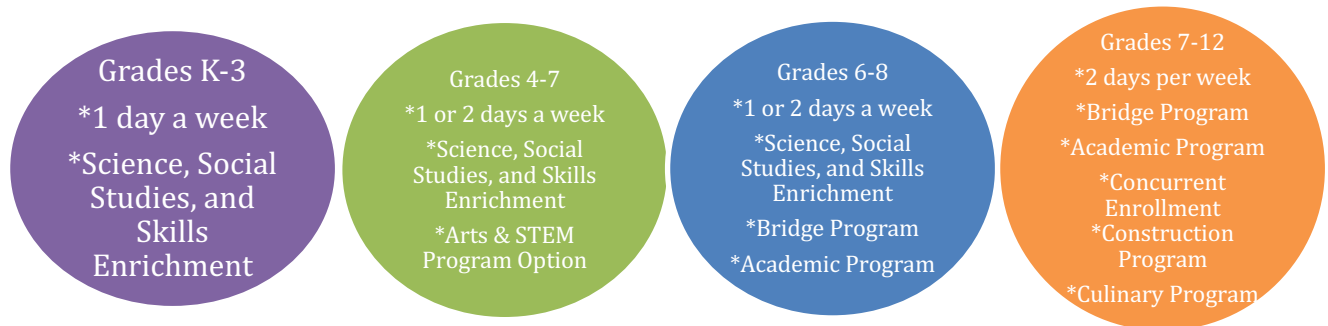 Grades K-3
*1 day a week
*Science, Social
Studies, and
Skills
Enrichment
Grades 4-7
*1 or 2 days a week
*Science, Social
Studies, and Skills
Enrichment
*Arts & STEM
Program Option
Grades 6-8
*1 or 2 days a week
*Science, Social
Studies, and Skills
Enrichment
*Bridge Program
*Academic Program
Grades 7-12
*2 days per week
*Bridge Program
*Academic Program
*Concurrent
Enrollment
*Construction
Program
*Culinary Program